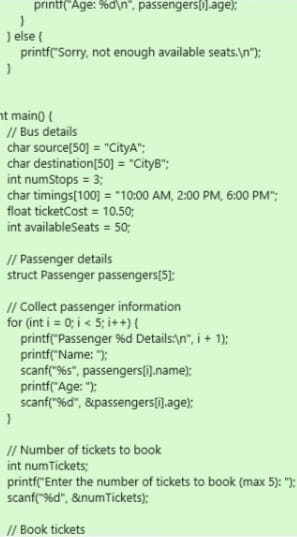 printf("Age: %d\n", passengers[i].age);
}
} else {
printf("Sorry, not enough available seats.\n");
}
nt main() {
// Bus details
char source[50] = "CityA";
char destination[50] = "CityB";
int numStops = 3;
char timings[100] = "10:00 AM, 2:00 PM, 6:00 PM";
float ticketCost = 10.50;
int availableSeats = 50;
// Passenger details
struct Passenger passengers[5];
// Collect passenger information
for (int i = 0; i < 5; i++) {
printf("Passenger %d Details:\n", i + 1);
printf("Name: ");
scanf("%s", passengers[i].name);
printf("Age: ");
scanf("%d", &passengers[i].age);
}
// Number of tickets to book
int numTickets;
printf("Enter the number of tickets to book (max 5): ");
scanf("%d", &numTickets);
// Book tickets